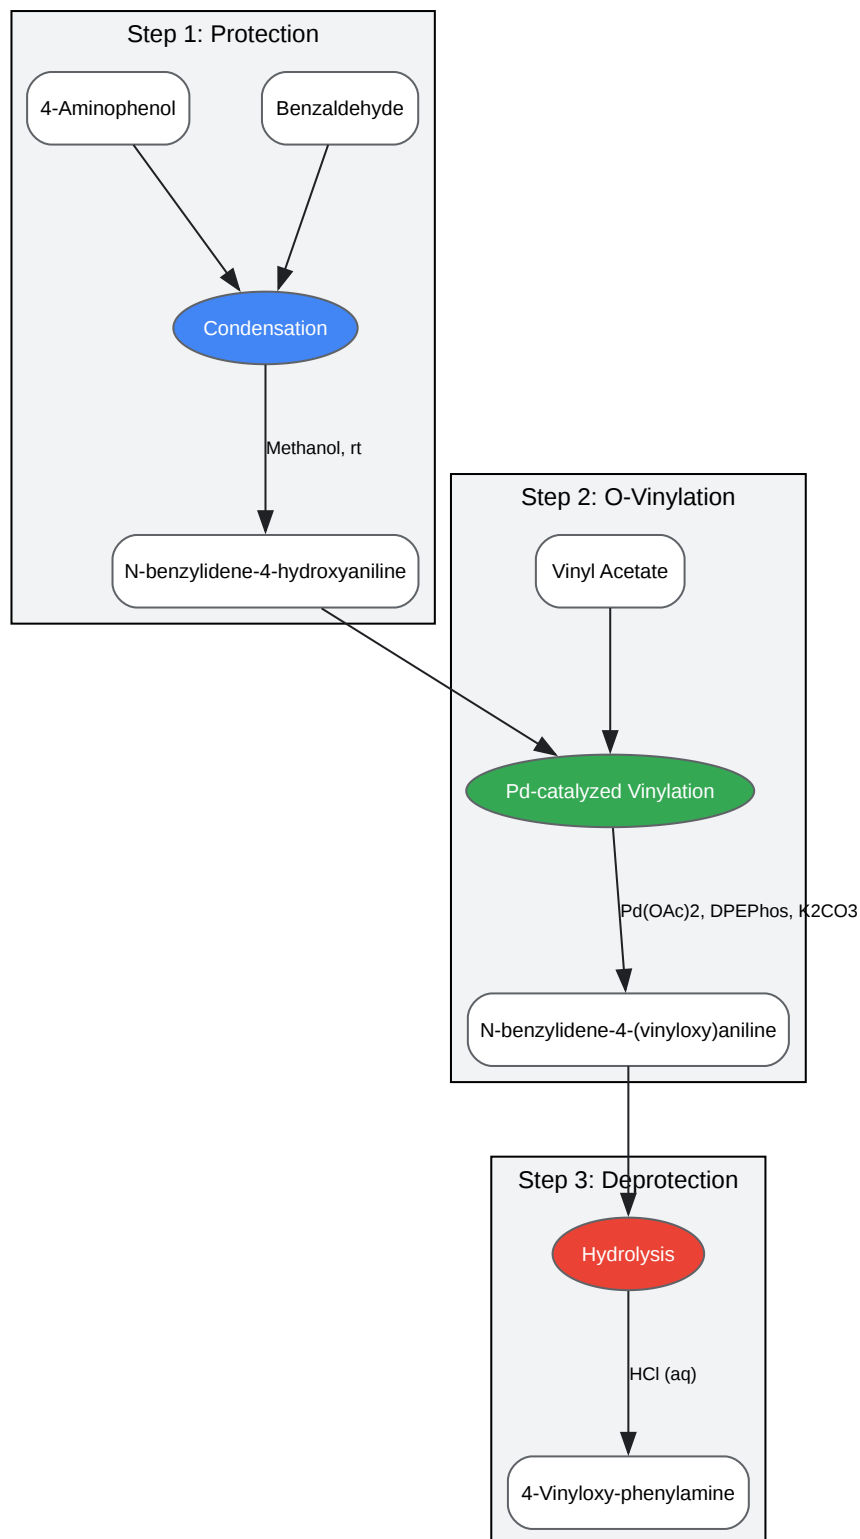 Step 1: Protection
4-Aminophenol
Benzaldehyde
Condensation
Methanol, rt
N-benzylidene-4-hydroxyaniline
Step 2: O-Vinylation
Vinyl Acetate
Pd-catalyzed Vinylation
Pd(OAc)2, DPEPhos, K2CO3
N-benzylidene-4-(vinyloxy)aniline
Step 3: Deprotection
Hydrolysis
HCl (aq)
4-Vinyloxy-phenylamine